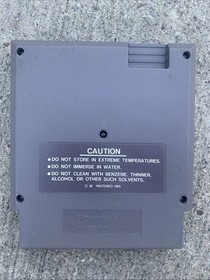 CAUTION
•DO NOT STORE IN EXTREME TEMPERATURES.
•DO NOT IMMERSE IN WATER.
•DO NOT CLEAN WITH BENZENE, THINNER,
ALCOHOL OR OTHER SUCH SOLVENTS.
NINTENDO 1985